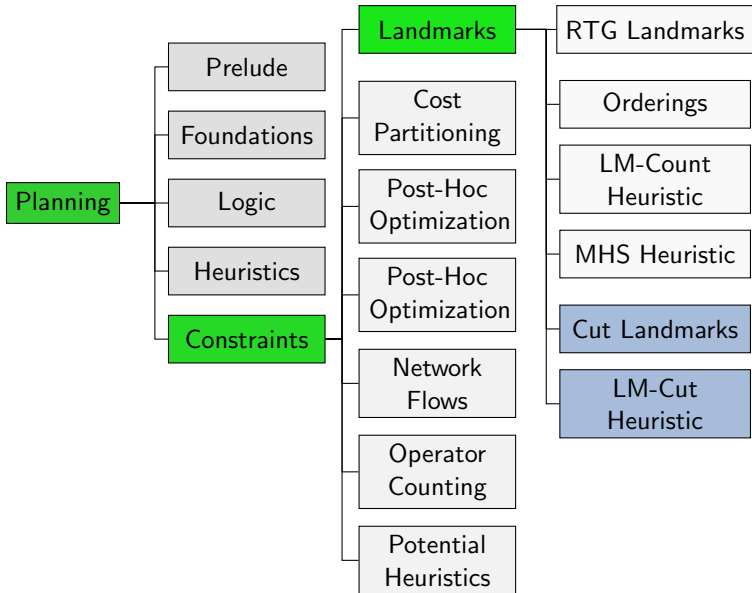 Planning
Prelude
Foundations
Logic
Heuristics
Constraints
Landmarks
Cost
Partitioning
Post-Hoc
Optimization
Post-Hoc
Optimization
Network
Flows
Operator
Counting
Potential
Heuristics
RTG Landmarks
Orderings
LM-Count
Heuristic
MHS Heuristic
Cut Landmarks
LM-Cut
Heuristic